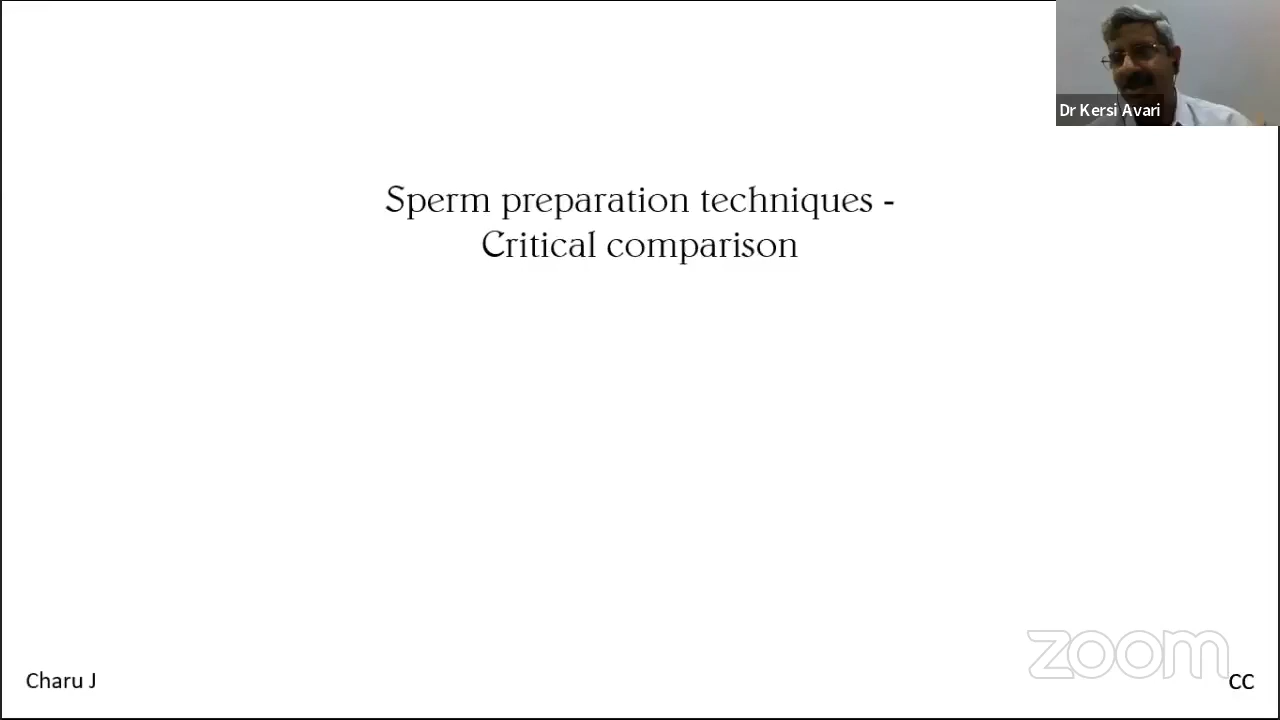 Dr Kersi Avari
Sperm preparation techniques -
Critical comparison
zoom
Charu J
CC